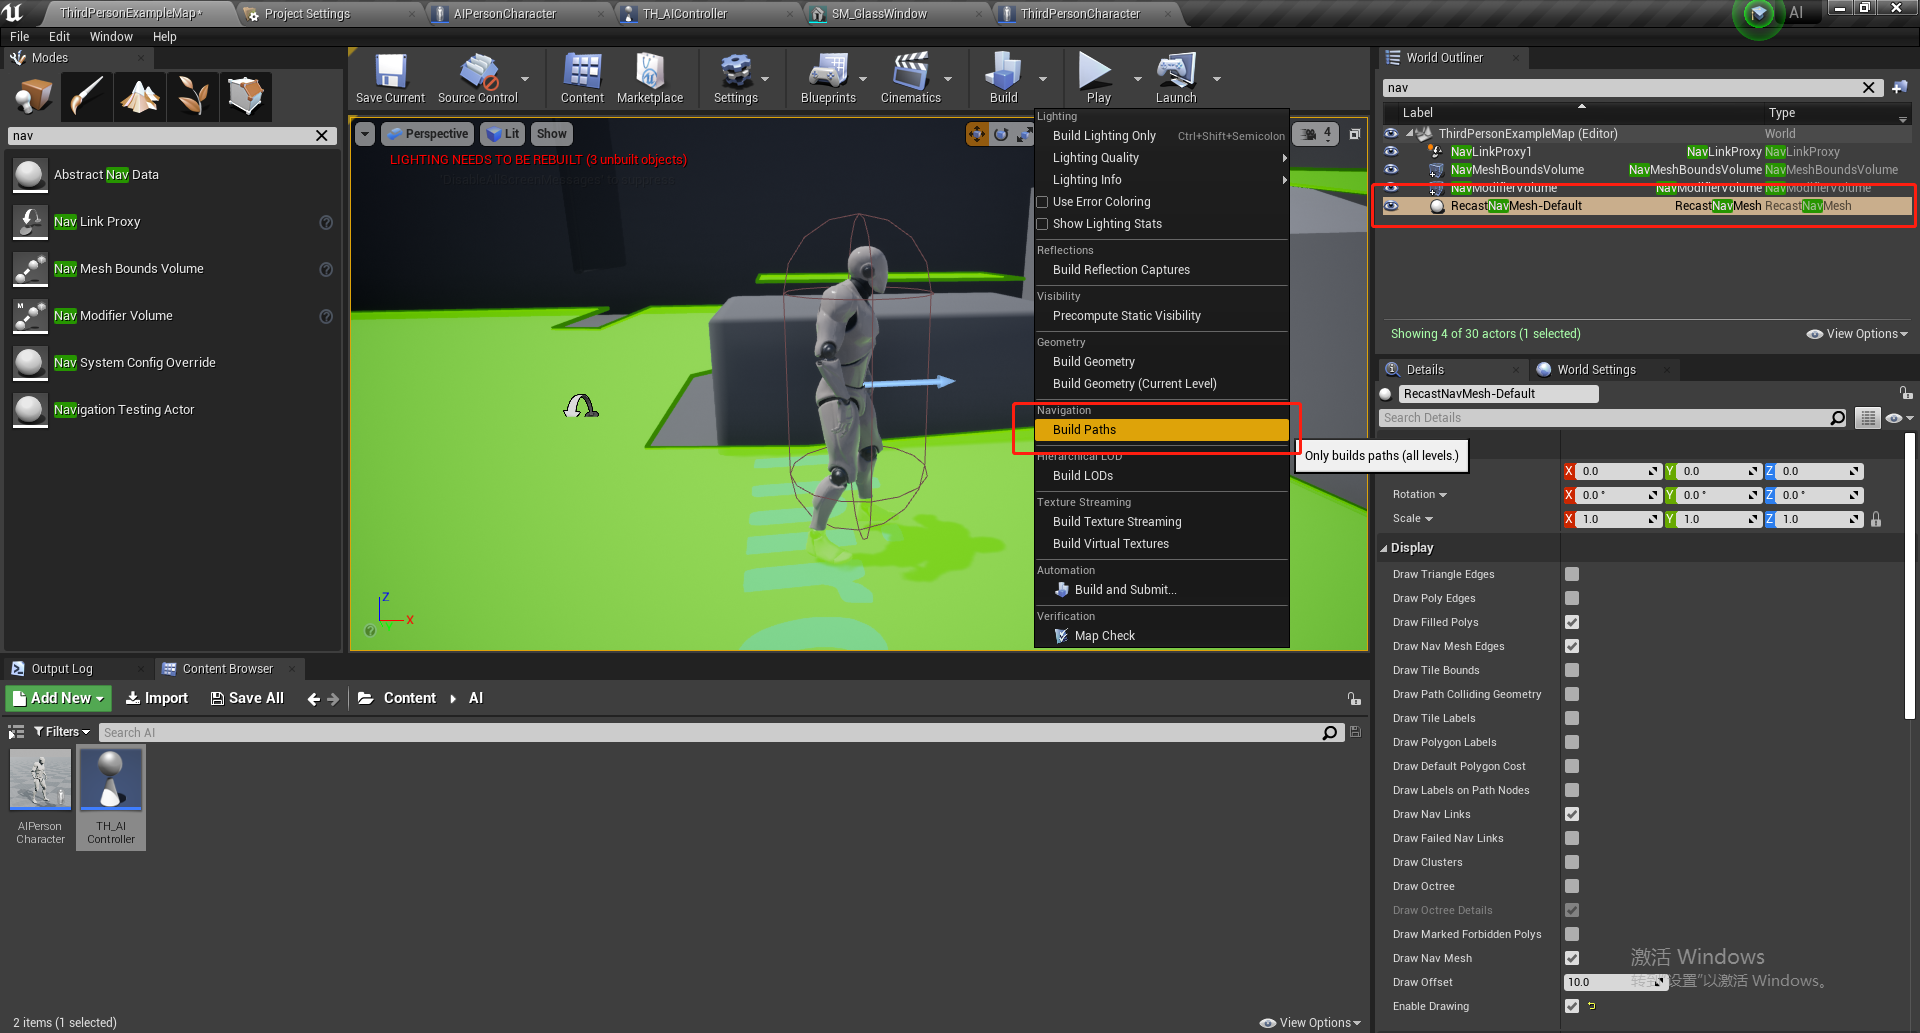 ThirdPersonExampleMap*
Project Settings
AIPersonCharacter
TH_AIController
SM_GlassWindow
ThirdPersonCharacter
AI
File Edit Window Help
Modes
nav
Abstract Nav Data
Nav Link Proxy
Nav Mesh Bounds Volume
Nav Modifier Volume
Nav System Config Override
Navigation Testing Actor
Save Current
Source Control
Content
Marketplace
Settings
Blueprints
Cinematics
Build
Play
Launch
Perspective
Lit
Show
4
LIGHTING NEEDS TO BE REBUILT (3 unbuilt objects)
'DisableAllScreenMessages' to suppress
Z
X
Lighting
Build Lighting Only Ctrl+Shift+Semicolon
Lighting Quality
Lighting Info
Use Error Coloring
Show Lighting Stats
Reflections
Build Reflection Captures
Visibility
Precompute Static Visibility
Geometry
Build Geometry
Build Geometry (Current Level)
Navigation
Build Paths
Only builds paths (all levels.)
Hierarchical LOD
Build LODs
Texture Streaming
Build Texture Streaming
Build Virtual Textures
Automation
Build and Submit...
Verification
Map Check
World Outliner
nav
Label Type
ThirdPersonExampleMap (Editor) World
NavLinkProxy1 NavLinkProxy NavLinkProxy
NavMeshBoundsVolume NavMeshBoundsVolume NavMeshBoundsVolume
NavModifierVolume NavModifierVolume NavModifierVolume
RecastNavMesh-Default RecastNavMesh RecastNavMesh
Showing 4 of 30 actors (1 selected)
View Options
Details
World Settings
RecastNavMesh-Default
Search Details
X 0.0 Y 0.0 Z 0.0
Rotation X 0.0 ° Y 0.0 ° Z 0.0 °
Scale X 1.0 Y 1.0 Z 1.0
Display
Draw Triangle Edges
Draw Poly Edges
Draw Filled Polys
Draw Nav Mesh Edges
Draw Tile Bounds
Draw Path Colliding Geometry
Draw Tile Labels
Draw Polygon Labels
Draw Default Polygon Cost
Draw Labels on Path Nodes
Draw Nav Links
Draw Failed Nav Links
Draw Clusters
Draw Octree
Draw Octree Details
Draw Marked Forbidden Polys
Draw Nav Mesh
Draw Offset 10.0
Enable Drawing
激活 Windows
转到"设置"以激活 Windows。
Output Log
Content Browser
Add New
Import
Save All
Content
AI
Filters
Search AI
AIPerson
Character
TH_AI
Controller
2 items (1 selected)
View Options